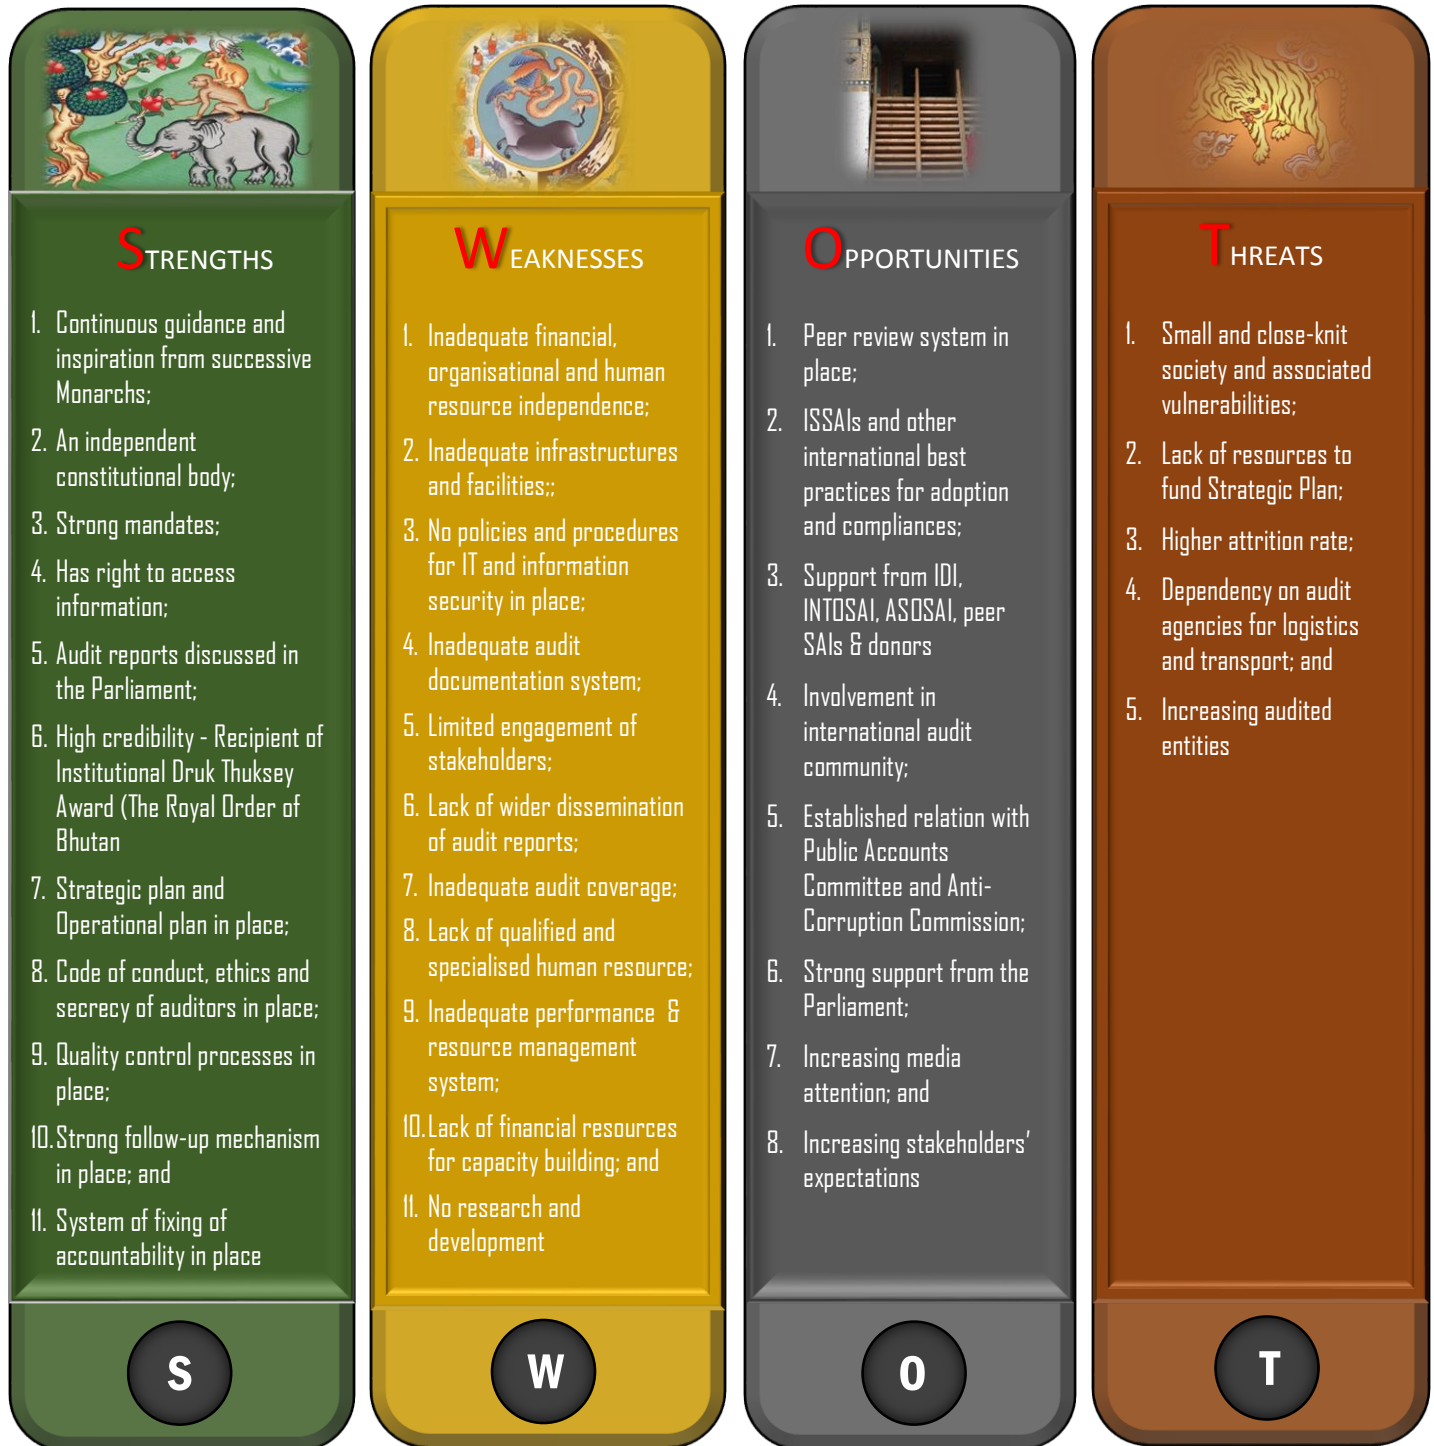 STRENGTHS
1. Continuous guidance and
inspiration from successive
Monarchs;
2. An independent
constitutional body;
3. Strong mandates;
4. Has right to access
information;
5. Audit reports discussed in
the Parliament;
6. High credibility - Recipient of
Institutional Druk Thuksey
Award (The Royal Order of
Bhutan
7. Strategic plan and
Operational plan in place;
8. Code of conduct, ethics and
secrecy of auditors in place;
9. Quality control processes in
place;
10. Strong follow-up mechanism
in place; and
11. System of fixing of
accountability in place
S
WEAKNESSES
1. Inadequate financial,
organisational and human
resource independence;
2. Inadequate infrastructures
and facilities;;
3. No policies and procedures
for IT and information
security in place;
4. Inadequate audit
documentation system;
5. Limited engagement of
stakeholders;
6. Lack of wider dissemination
of audit reports;
7. Inadequate audit coverage;
8. Lack of qualified and
specialised human resource;
9. Inadequate performance & 
resource management
system;
10. Lack of financial resources
for capacity building; and
11. No research and
development
W
OPPORTUNITIES
1. Peer review system in
place;
2. ISSAIs and other
international best
practices for adoption
and compliances;
3. Support from IDI,
INTOSAI, ASOSAI, peer
SAIs & donors
4. Involvement in
international audit
community;
5. Established relation with
Public Accounts
Committee and Anti-
Corruption Commission;
6. Strong support from the
Parliament;
7. Increasing media
attention; and
8. Increasing stakeholders’
expectations
O
THREATS
1. Small and close-knit
society and associated
vulnerabilities;
2. Lack of resources to
fund Strategic Plan;
3. Higher attrition rate;
4. Dependency on audit
agencies for logistics
and transport; and
5. Increasing audited
entities
T